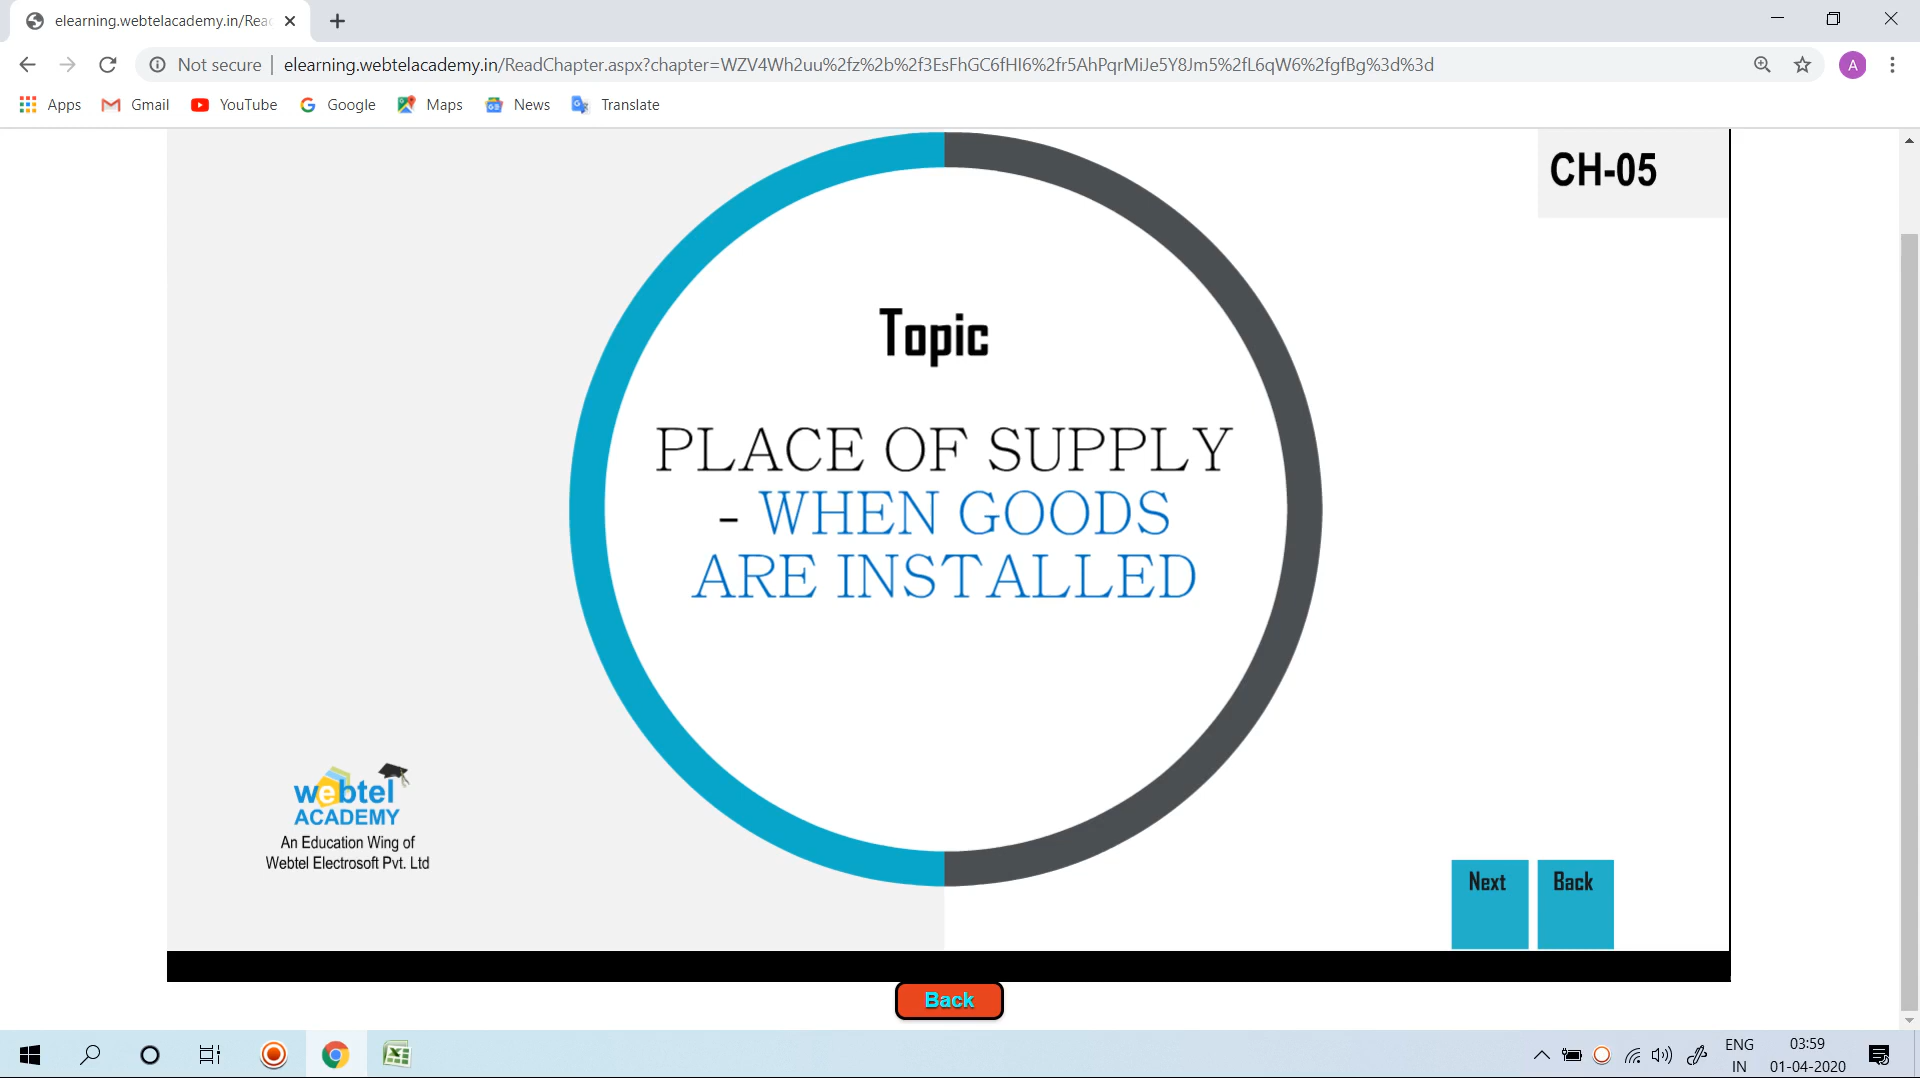 elearning.webtelacademy.in/Rea
Not secure | elearning.webtelacademy.in/ReadChapter.aspx?chapter=WZV4Wh2uu%2fz%2b%2f3EsFhGC6fHI6%2fr5AhPqrMiJe5Y8Jm5%2fL6qW6%2fgfBg%3d%3d
A
Apps Gmail YouTube Google Maps News Translate
CH-05
Topic
PLACE OF SUPPLY
- WHEN GOODS
ARE INSTALLED
webtel
ACADEMY
An Education Wing of
Webtel Electrosoft Pvt. Ltd
Next Back
Back
ENG
IN
03:59
01-04-2020